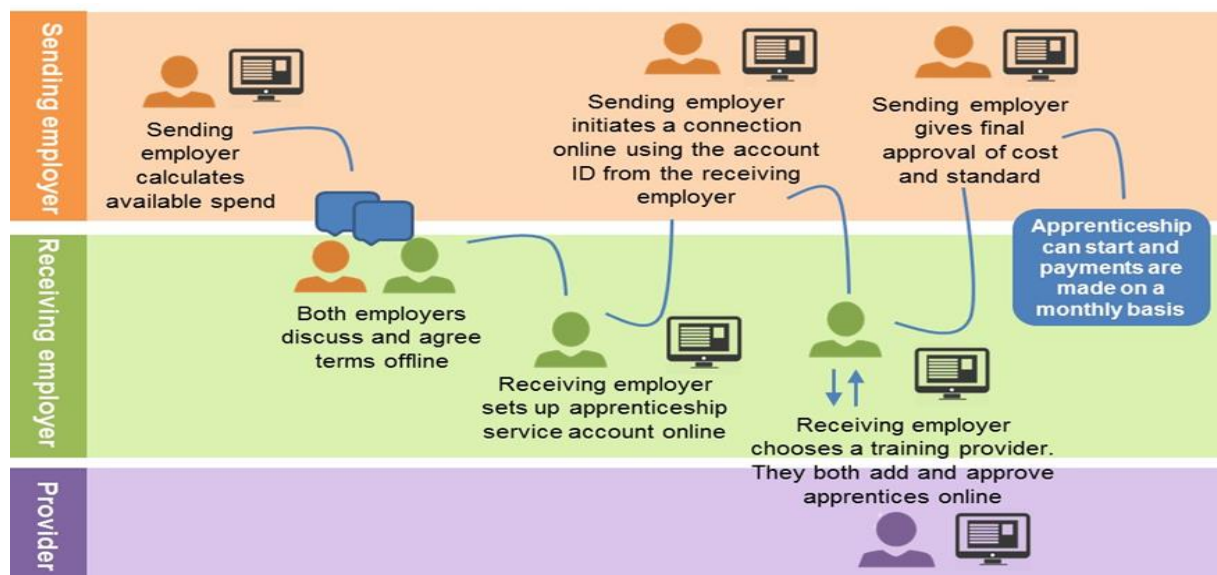 Sending employer
Sending
employer
calculates
available spend
Both employers
discuss and agree
terms offline
Receiving employer
sets up apprenticeship
service account online
Sending employer
initiates a connection
online using the account
ID from the receiving
employer
Receiving employer
chooses a training provider.
They both add and approve
apprentices online
Sending employer
gives final
approval of cost
and standard
Apprenticeship
can start and
payments are
made on a
monthly basis
Receiving employer
Provider